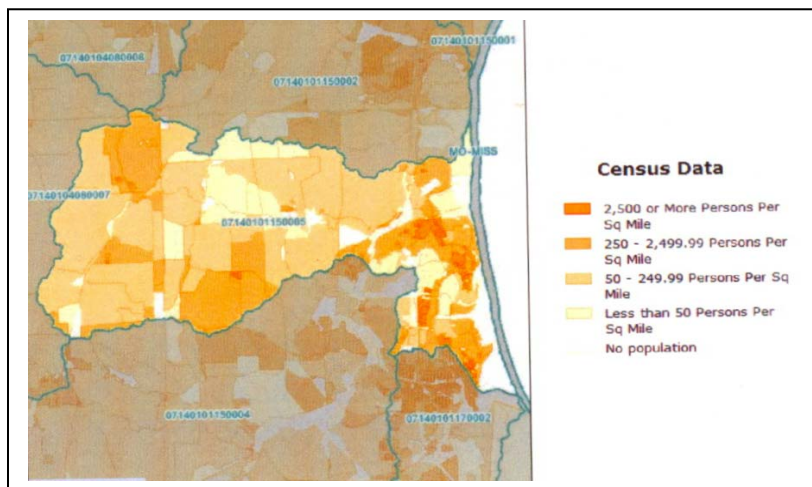 07140101150001
07140104080006
07140101150002
MO-MISS
07140104080007
07140101150005
07140101150004
07140101170002
Census Data
2,500 or More Persons Per
Sq Mile
250 - 2,499.99 Persons Per
Sq Mile
50 - 249.99 Persons Per Sq
Mile
Less than 50 Persons Per
Sq Mile
No population